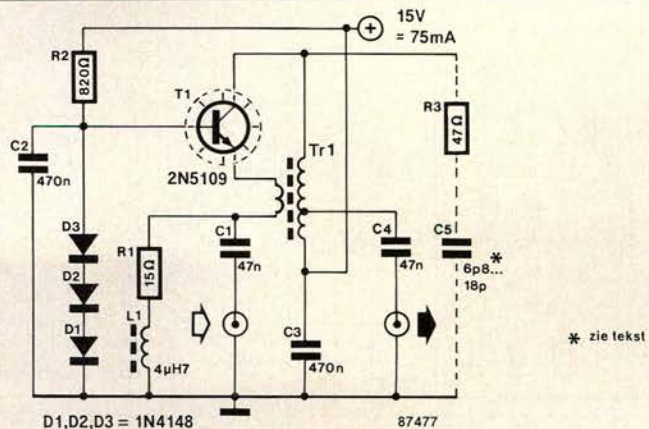 15V
= 75mA
R2
820Ω
T1
R3
47Ω
C2
470n
2N5109
Tr1
D3
D2
D1
R1
15Ω
C1
47n
C4
47n
C5
*
6p8...
18p
L1
4µH7
C3
470n
* zie tekst
D1,D2,D3 = 1N4148
87477